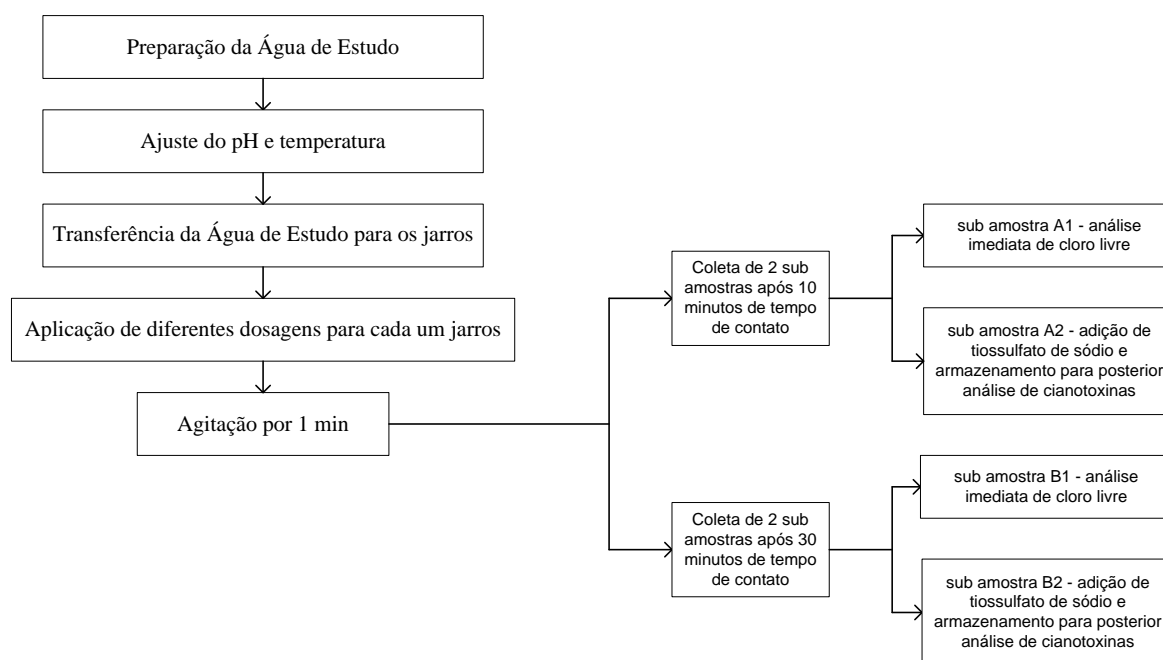 Preparação da Água de Estudo
Ajuste do pH e temperatura
Transferência da Água de Estudo para os jarros
Aplicação de diferentes dosagens para cada um jarros
Agitação por 1 min
Coleta de 2 sub
amostras após 10
minutos de tempo
de contato
sub amostra A1 - análise
imediata de cloro livre
sub amostra A2 - adição de
tiossulfato de sódio e
armazenamento para posterior
análise de cianotoxinas
Coleta de 2 sub
amostras após 30
minutos de tempo
de contato
sub amostra B1 - análise
imediata de cloro livre
sub amostra B2 - adição de
tiossulfato de sódio e
armazenamento para posterior
análise de cianotoxinas